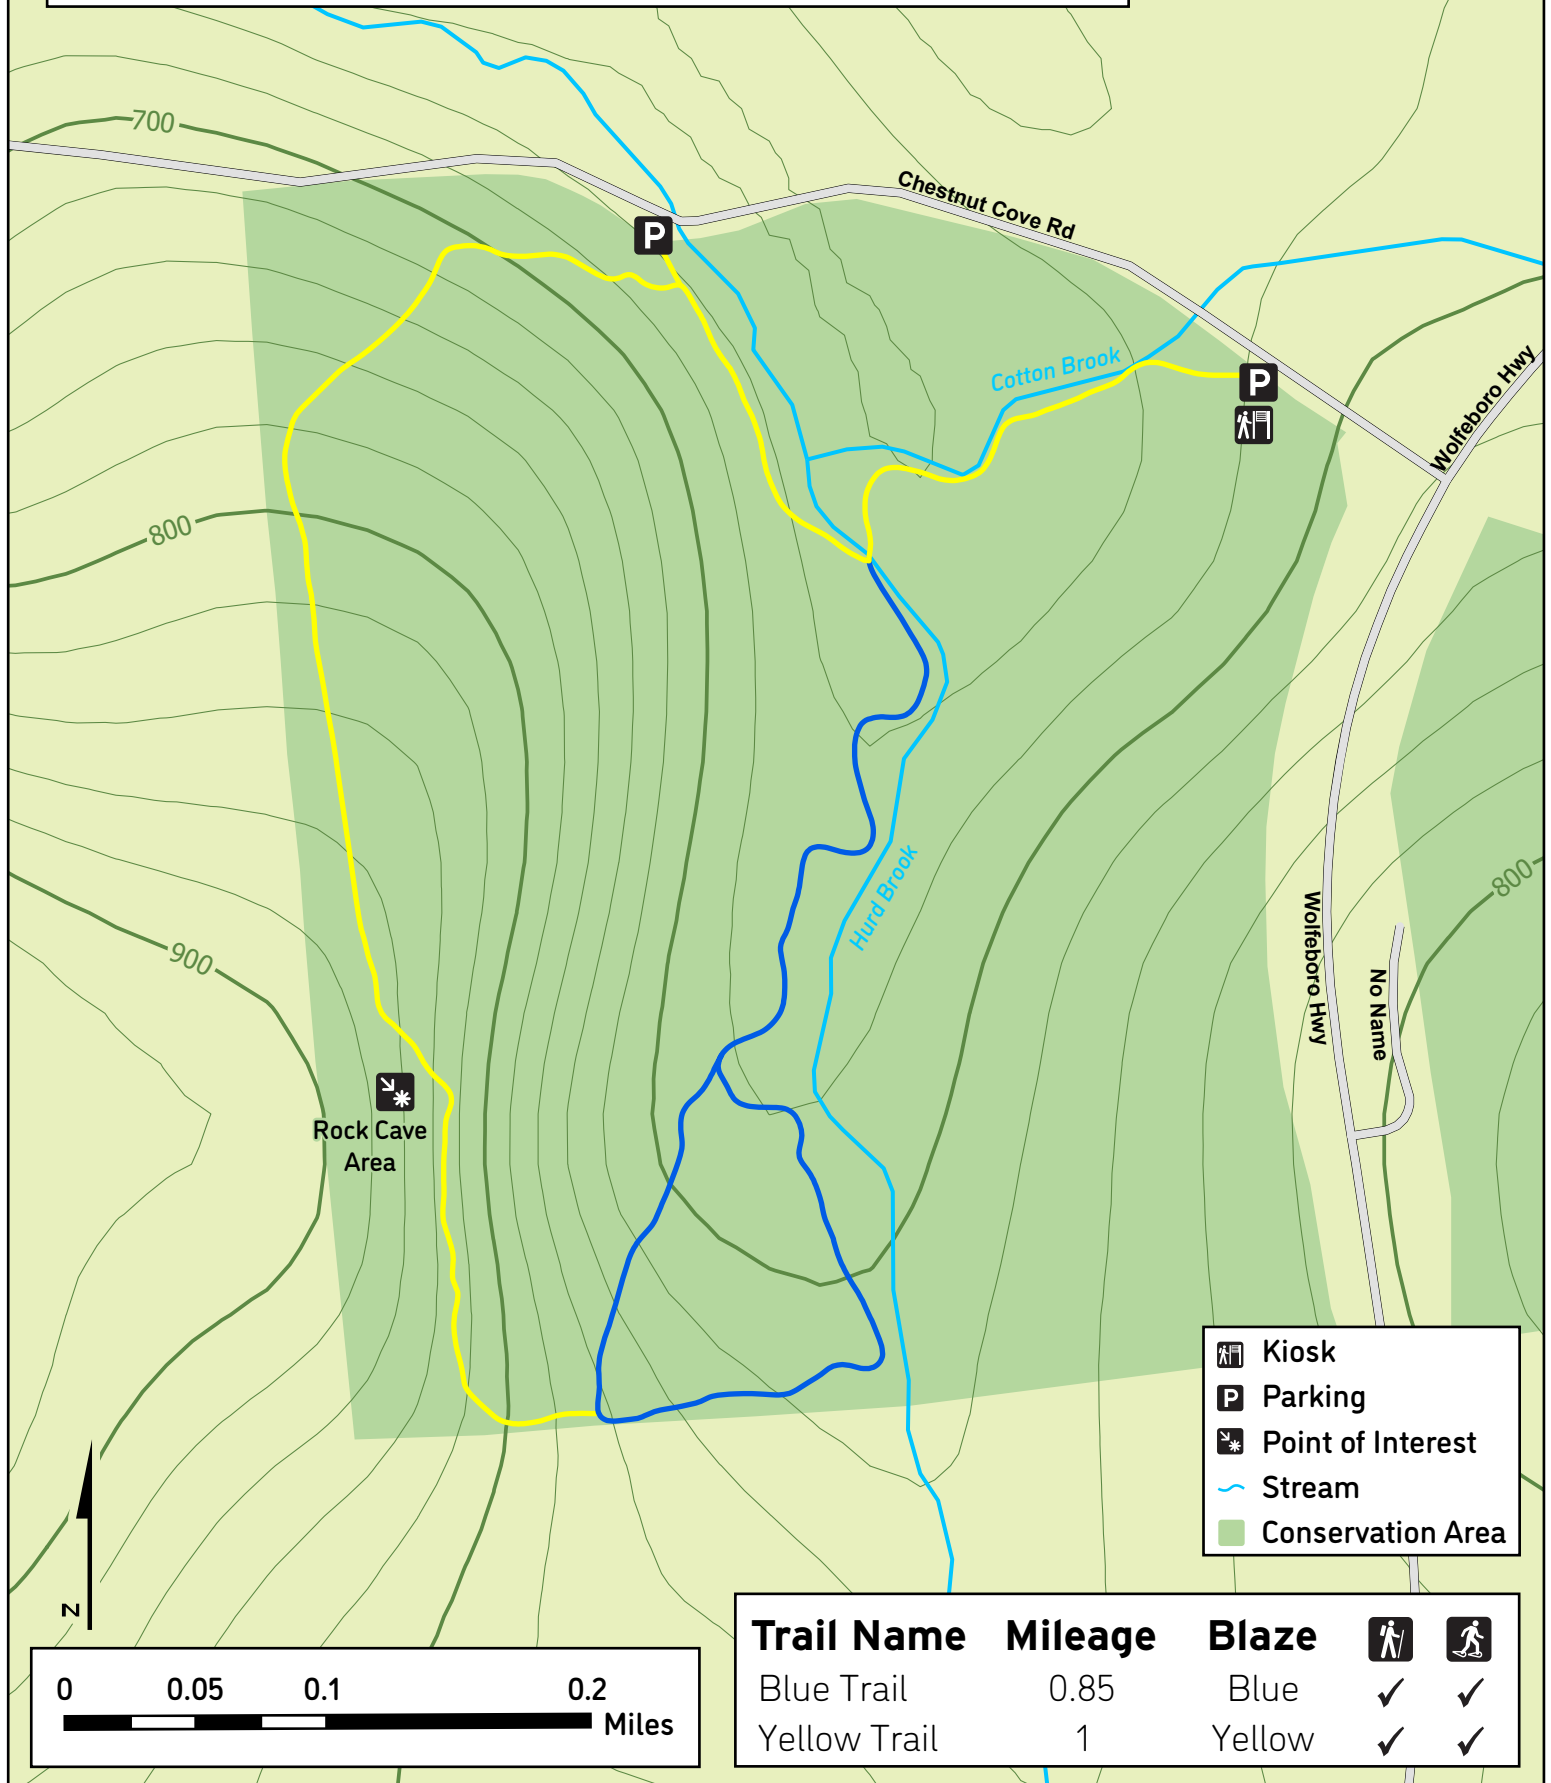 700
P
Chestnut Cove Rd
Cotton Brook
P
Wolfeboro Hwy
800
Hurd Brook
800
Wolfeboro Hwy
No Name
900
Rock Cave
Area
Kiosk
P Parking
Point of Interest
Stream
Conservation Area
N
0 0.05 0.1 0.2
Miles
Trail Name Mileage Blaze
Blue Trail 0.85 Blue ✓ ✓
Yellow Trail 1 Yellow ✓ ✓